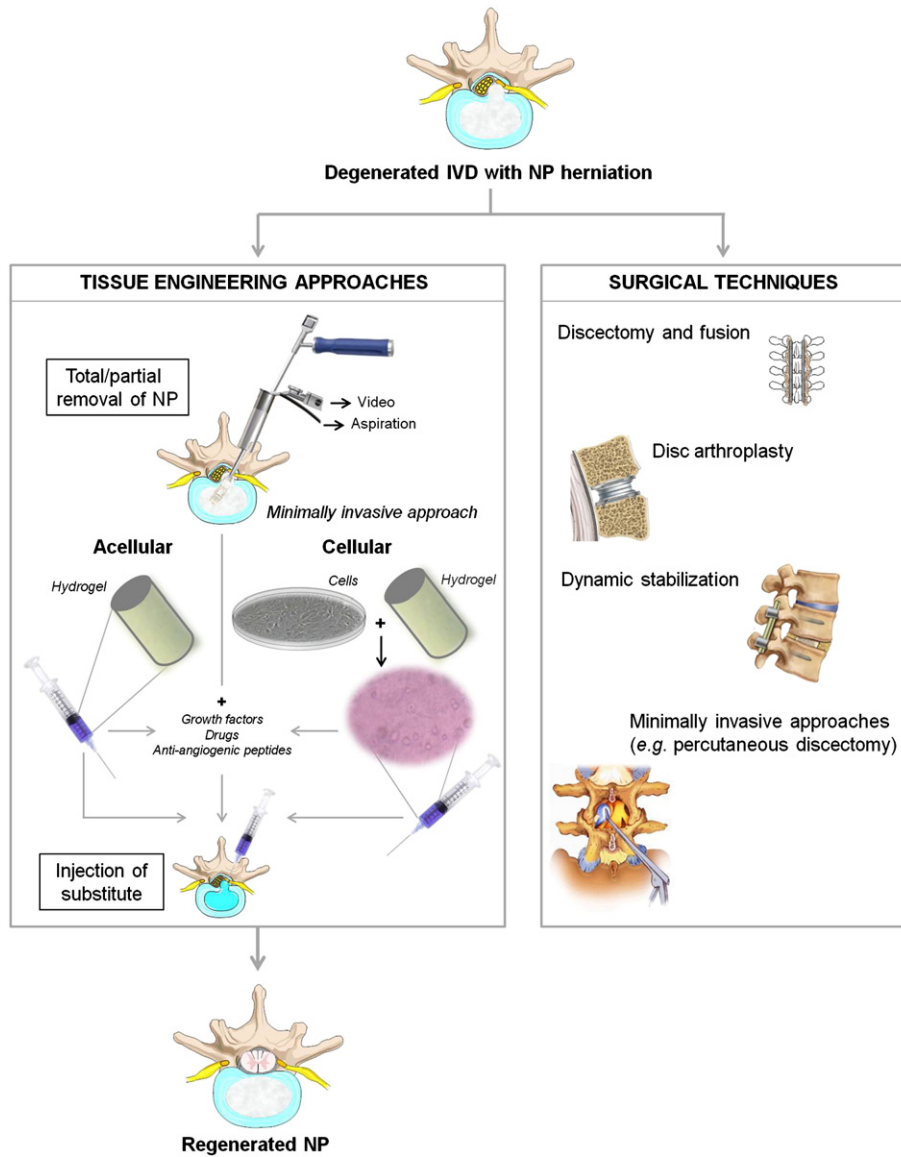 Degenerated IVD with NP herniation
TISSUE ENGINEERING APPROACHES
Total/partial
removal of NP
Video
Aspiration
Minimally invasive approach
Acellular
Cellular
Hydrogel
Cells
Hydrogel
+
+
Growth factors
Drugs
Anti-angiogenic peptides
Injection of
substitute
Regenerated NP
SURGICAL TECHNIQUES
Discectomy and fusion
Disc arthroplasty
Dynamic stabilization
Minimally invasive approaches
(e.g. percutaneous discectomy)